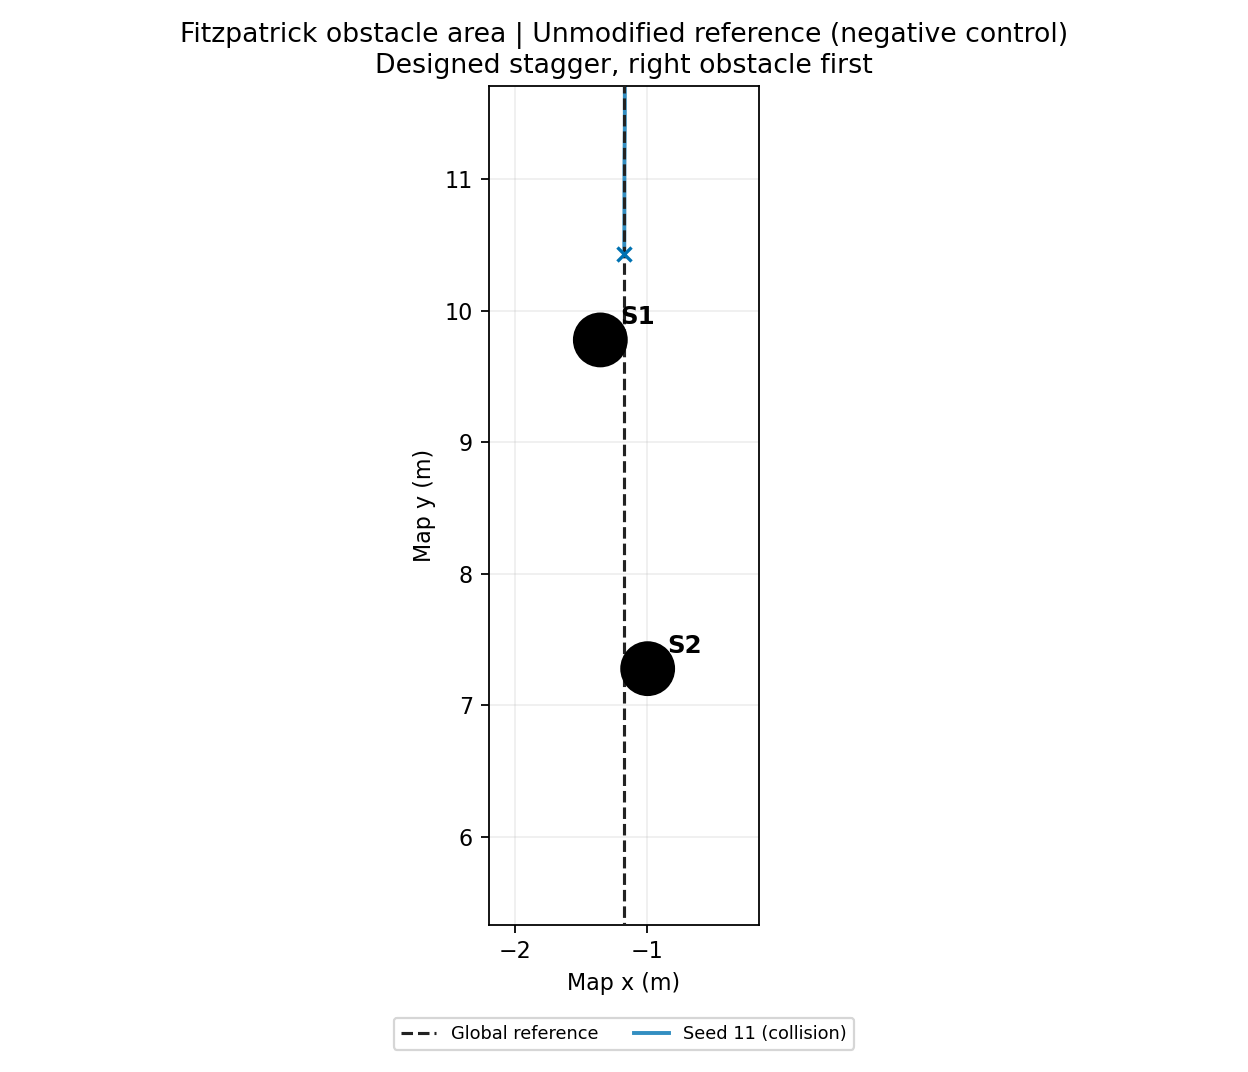 Fitzpatrick obstacle area | Unmodified reference (negative control)
Designed stagger, right obstacle first
11
10
9
8
7
6
Map y (m)
S1
S2
−2
−1
Map x (m)
Global reference
Seed 11 (collision)